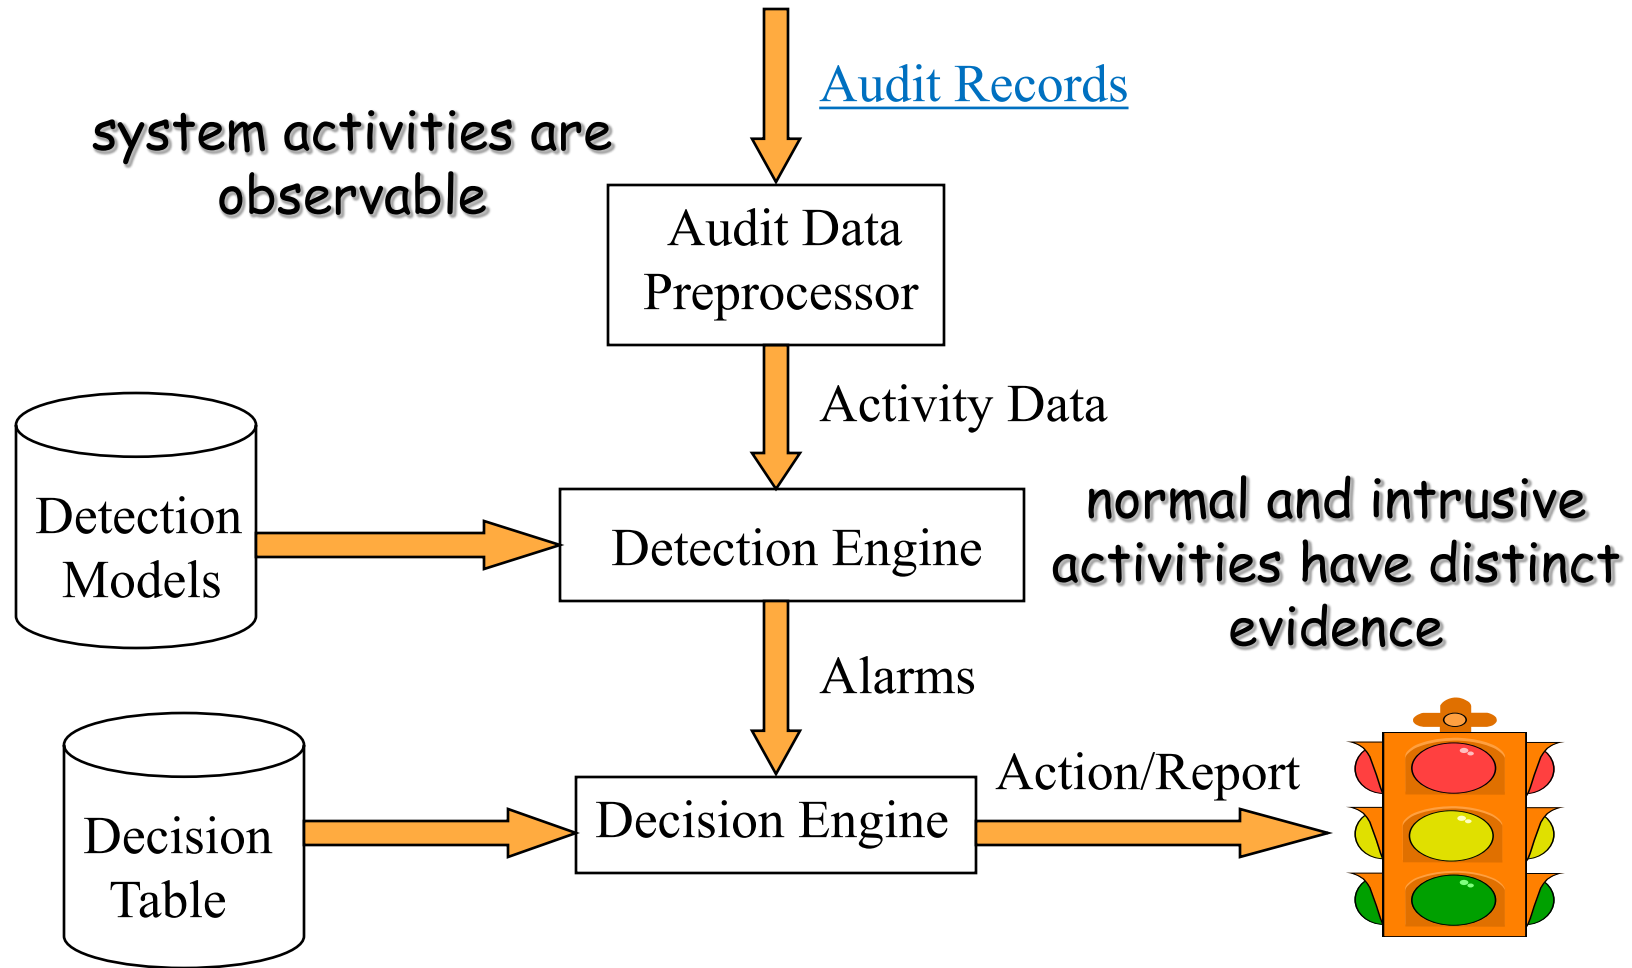 Audit Records
system activities are
observable
Audit Data
Preprocessor
Activity Data
Detection
Models
Detection Engine
normal and intrusive
activities have distinct
evidence
Alarms
Action/Report
Decision Engine
Decision
Table